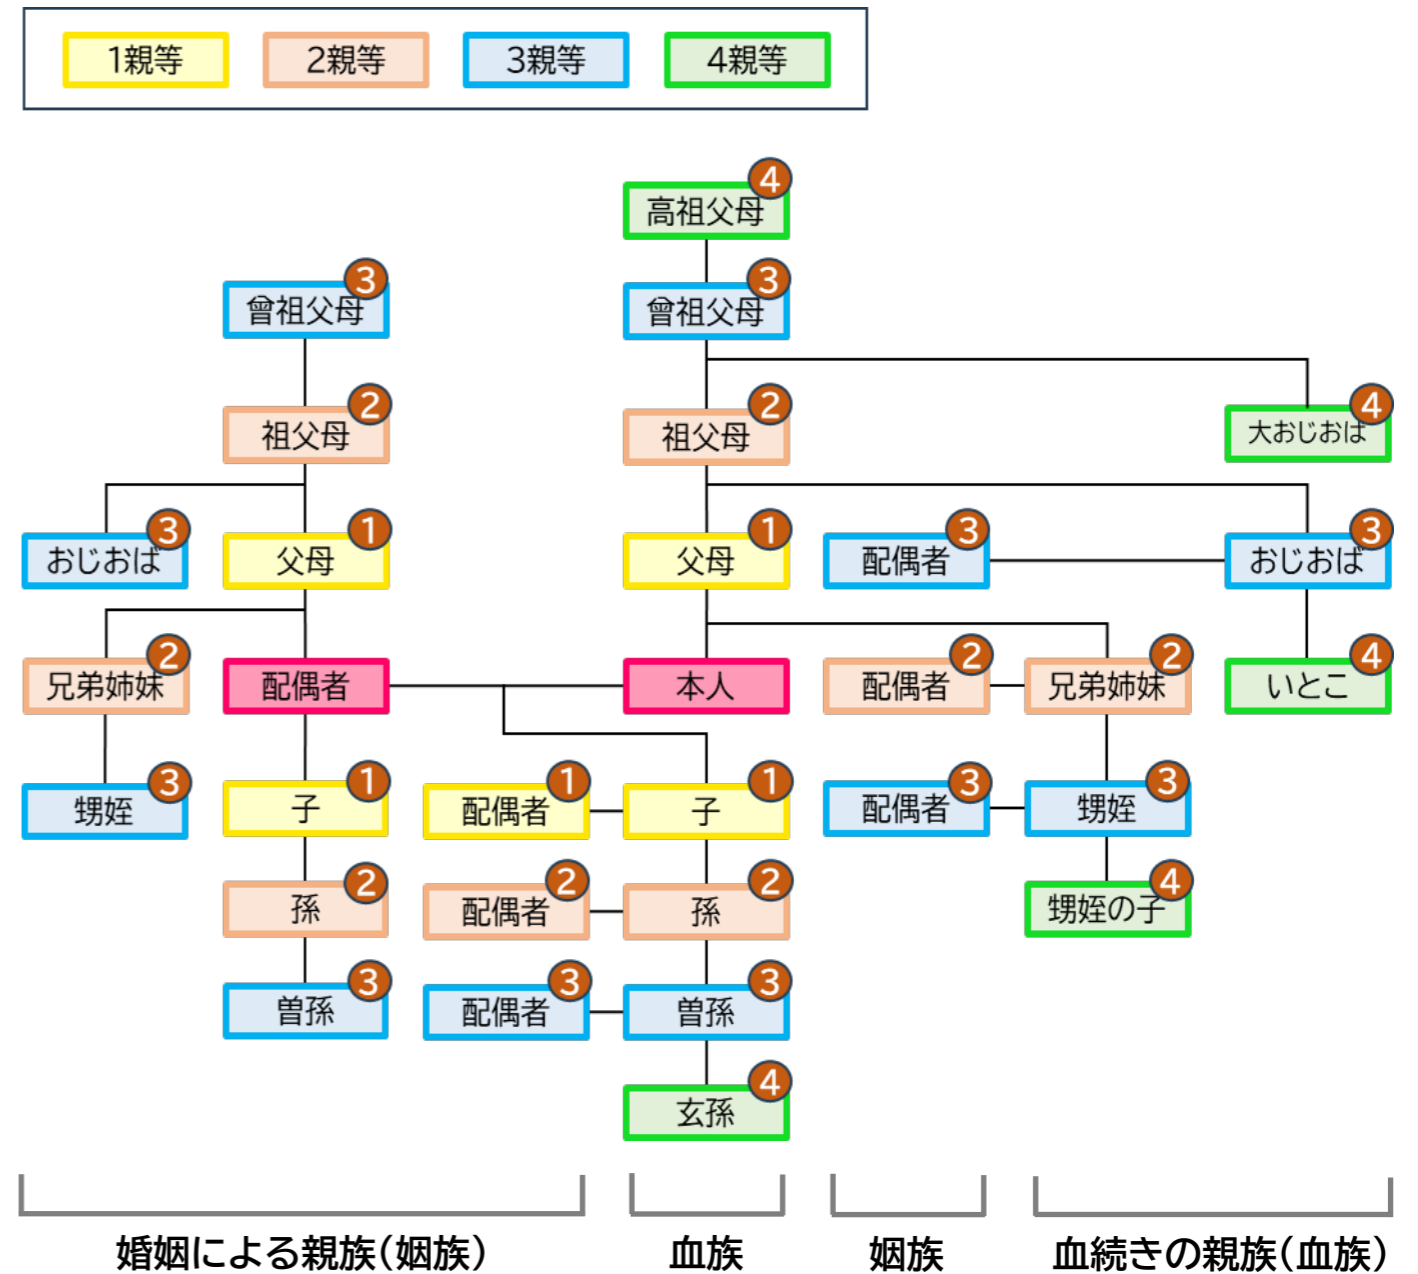 1親等 2親等 3親等 4親等
4
高祖父母
3 3
曾祖父母 曾祖父母
2 2 4
祖父母 祖父母 大おじおば
3 1 1 3 3
おじおば 父母 父母 配偶者 おじおば
2 2 2 4
兄弟姉妹 配偶者 本人 配偶者 兄弟姉妹 いとこ
3 1 1 1 3 3
甥姪 子 配偶者 子 配偶者 甥姪
2 2 2 4
孫 配偶者 孫 甥姪の子
3 3 3
曽孫 配偶者 曽孫
4
玄孫
婚姻による親族(姻族) 血族 姻族 血続きの親族(血族)